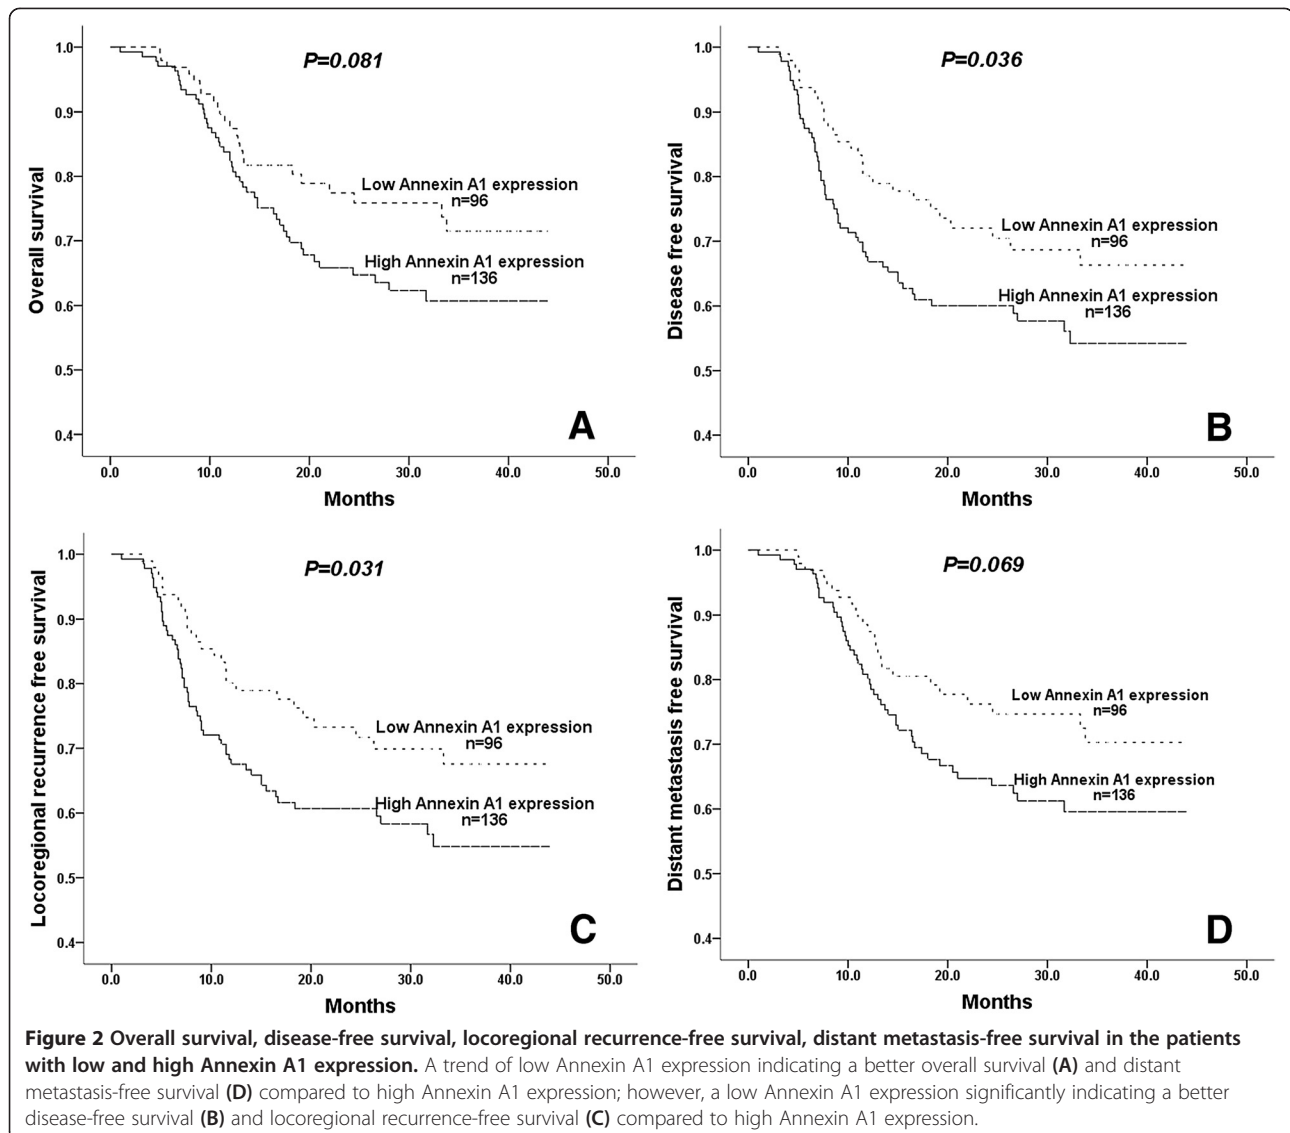 P=0.081
1.0
0.9
0.8
0.7
0.6
0.5
0.4
Overall survival
Low Annexin A1 expression
n=96
High Annexin A1 expression
n=136
A
0.0 10.0 20.0 30.0 40.0 50.0
Months
P=0.036
1.0
0.9
0.8
0.7
0.6
0.5
0.4
Disease free survival
Low Annexin A1 expression
n=96
High Annexin A1 expression
n=136
B
0.0 10.0 20.0 30.0 40.0 50.0
Months
P=0.031
1.0
0.9
0.8
0.7
0.6
0.5
0.4
Locoregional recurrence free survival
Low Annexin A1 expression
n=96
High Annexin A1 expression
n=136
C
0.0 10.0 20.0 30.0 40.0 50.0
Months
P=0.069
1.0
0.9
0.8
0.7
0.6
0.5
0.4
Distant metastasis free survival
Low Annexin A1 expression
n=96
High Annexin A1 expression
n=136
D
0.0 10.0 20.0 30.0 40.0 50.0
Months
Figure 2 Overall survival, disease-free survival, locoregional recurrence-free survival, distant metastasis-free survival in the patients
with low and high Annexin A1 expression. A trend of low Annexin A1 expression indicating a better overall survival (A) and distant
metastasis-free survival (D) compared to high Annexin A1 expression; however, a low Annexin A1 expression significantly indicating a better
disease-free survival (B) and locoregional recurrence-free survival (C) compared to high Annexin A1 expression.